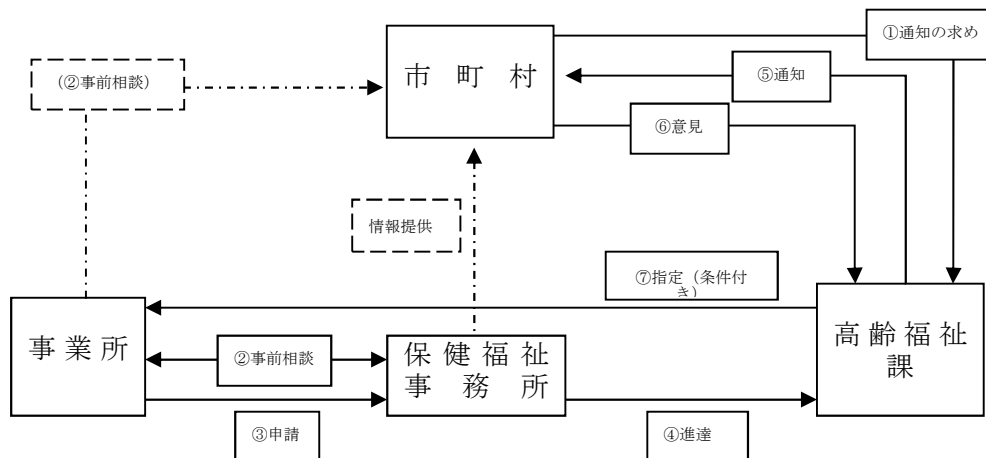 ①通知の求め
市 町 村
⑤通知
(②事前相談)
⑥意見
情報提供
⑦指定（条件付
き）
事 業 所
②事前相談
保 健 福 祉
事 務 所
高 齢 福 祉
課
③申請
④進達